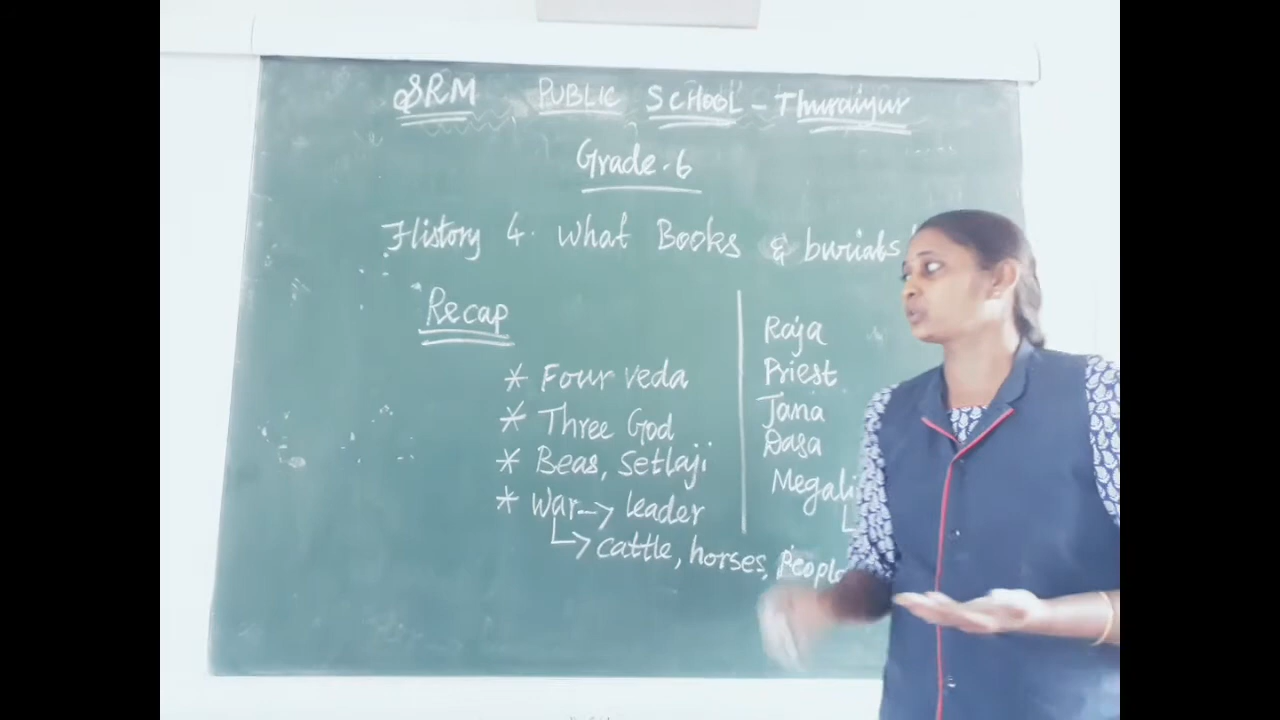 SRM PUBLIC SCHOOL - Thuraiyur
Grade-6
History 4. What Books & burials
Recap
* Four veda
* Three God
* Beas, Setlaji
* War --> leader
↳ cattle, horses, People
Raja
Priest
Jana
Dasa